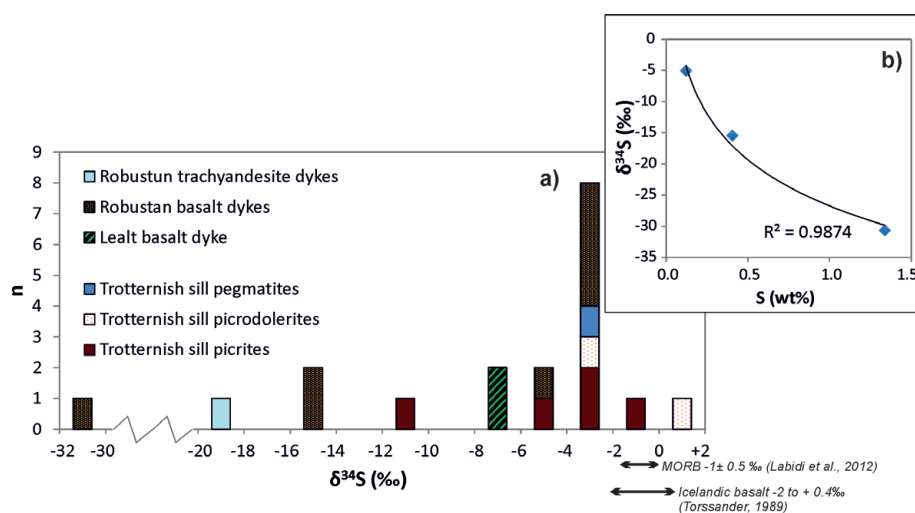 a)
9
8
7
6
5
4
3
2
1
0
n
Robustun trachyandesite dykes
Robustan basalt dykes
Lealt basalt dyke
Trotternish sill pegmatites
Trotternish sill picrodolerites
Trotternish sill picrites
-32 -30 -20 -18 -16 -14 -12 -10 -8 -6 -4 -2 0 +2
δ³⁴S (‰)
MORB -1± 0.5 ‰ (Labidi et al., 2012)
Icelandic basalt -2 to + 0.4‰
(Torssander, 1989)
b)
0
-5
-10
-15
-20
-25
-30
-35
δ³⁴S (‰)
R² = 0.9874
0.0 0.5 1.0 1.5
S (wt%)